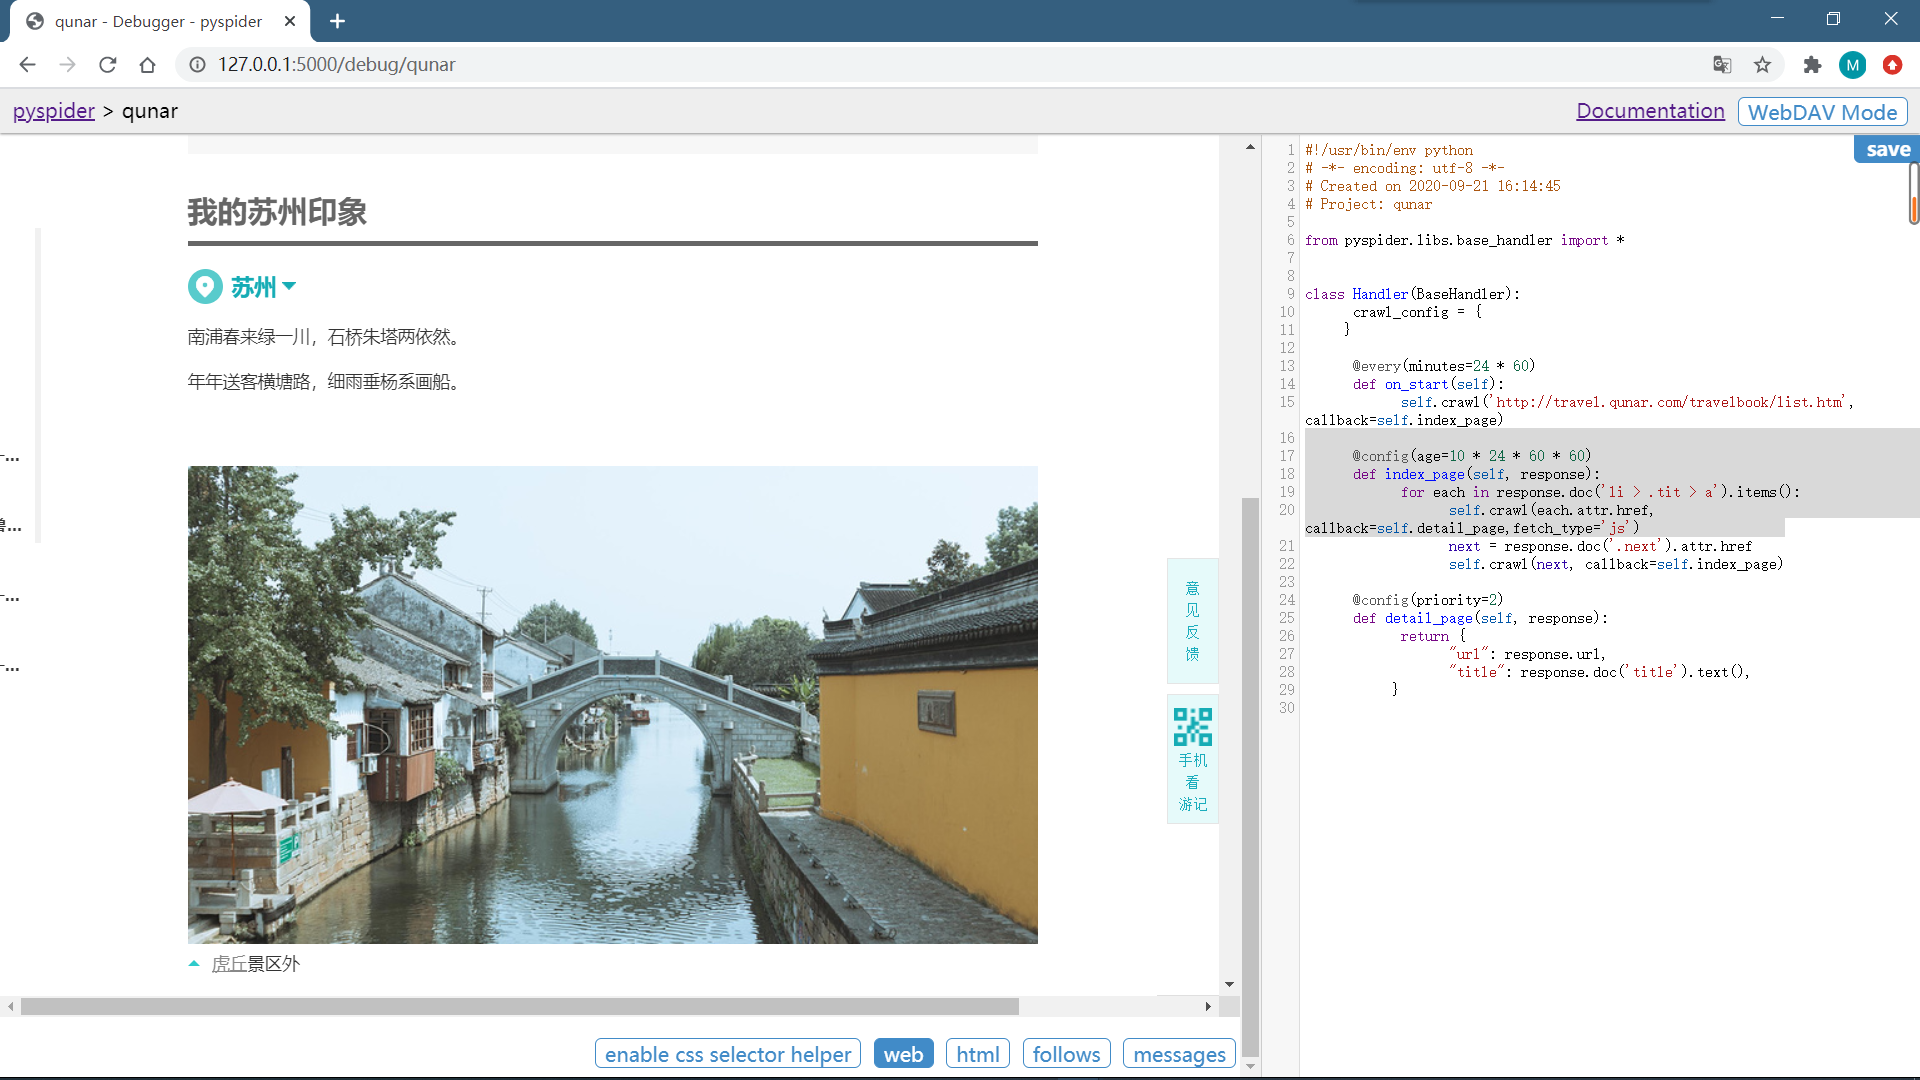 qunar - Debugger - pyspider
127.0.0.1:5000/debug/qunar
M
pyspider > qunar
Documentation
WebDAV Mode
我的苏州印象
苏州
南浦春来绿一川，石桥朱塔两依然。
年年送客横塘路，细雨垂杨系画船。
虎丘景区外
意
见
反
馈
手机
看
游记
enable css selector helper
web
html
follows
messages
save
1 #!/usr/bin/env python
2 # -*- encoding: utf-8 -*-
3 # Created on 2020-09-21 16:14:45
4 # Project: qunar
5
6 from pyspider.libs.base_handler import *
7
8
9 class Handler(BaseHandler):
10 crawl_config = {
11 }
12
13 @every(minutes=24 * 60)
14 def on_start(self):
15 self.crawl('http://travel.qunar.com/travelbook/list.htm',
callback=self.index_page)
16
17 @config(age=10 * 24 * 60 * 60)
18 def index_page(self, response):
19 for each in response.doc('li > .tit > a').items():
20 self.crawl(each.attr.href,
callback=self.detail_page,fetch_type='js')
21 next = response.doc('.next').attr.href
22 self.crawl(next, callback=self.index_page)
23
24 @config(priority=2)
25 def detail_page(self, response):
26 return {
27 "url": response.url,
28 "title": response.doc('title').text(),
29 }
30